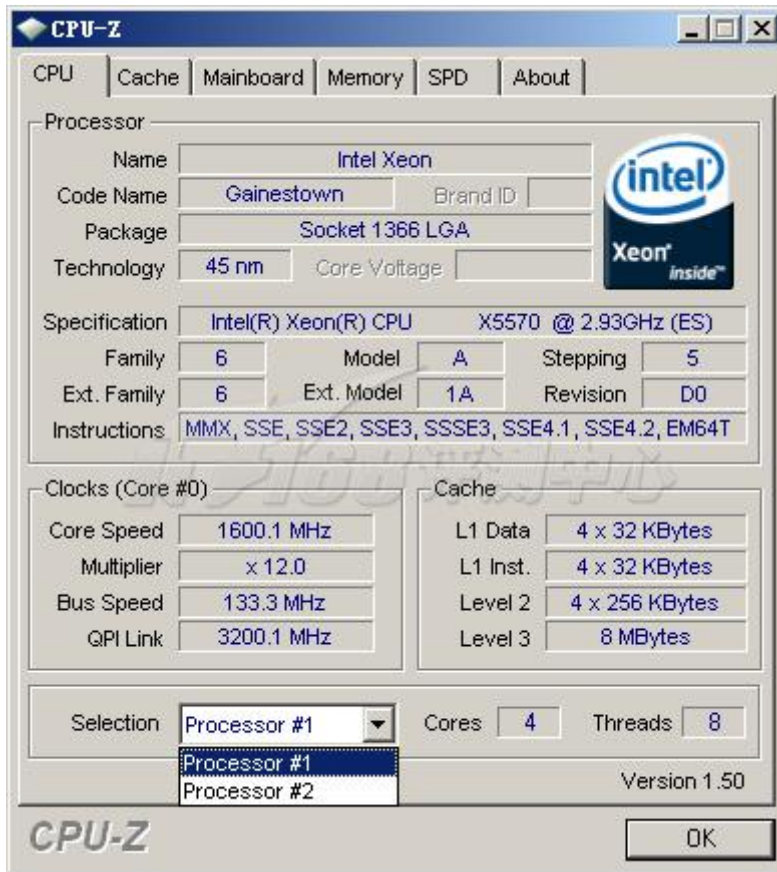 CPU-Z
CPU Cache Mainboard Memory SPD About
Processor
Name Intel Xeon
Code Name Gainestown Brand ID
Package Socket 1366 LGA
Technology 45 nm Core Voltage
intel
Xeon
inside™
Specification Intel(R) Xeon(R) CPU X5570 @ 2.93GHz (ES)
Family 6 Model A Stepping 5
Ext. Family 6 Ext. Model 1A Revision D0
Instructions MMX, SSE, SSE2, SSE3, SSSE3, SSE4.1, SSE4.2, EM64T
评测中心
Clocks (Core #0)
Core Speed 1600.1 MHz
Multiplier x 12.0
Bus Speed 133.3 MHz
QPI Link 3200.1 MHz
Cache
L1 Data 4 x 32 KBytes
L1 Inst. 4 x 32 KBytes
Level 2 4 x 256 KBytes
Level 3 8 MBytes
Selection Processor #1 Cores 4 Threads 8
Processor #1
Processor #2
Version 1.50
CPU-Z OK